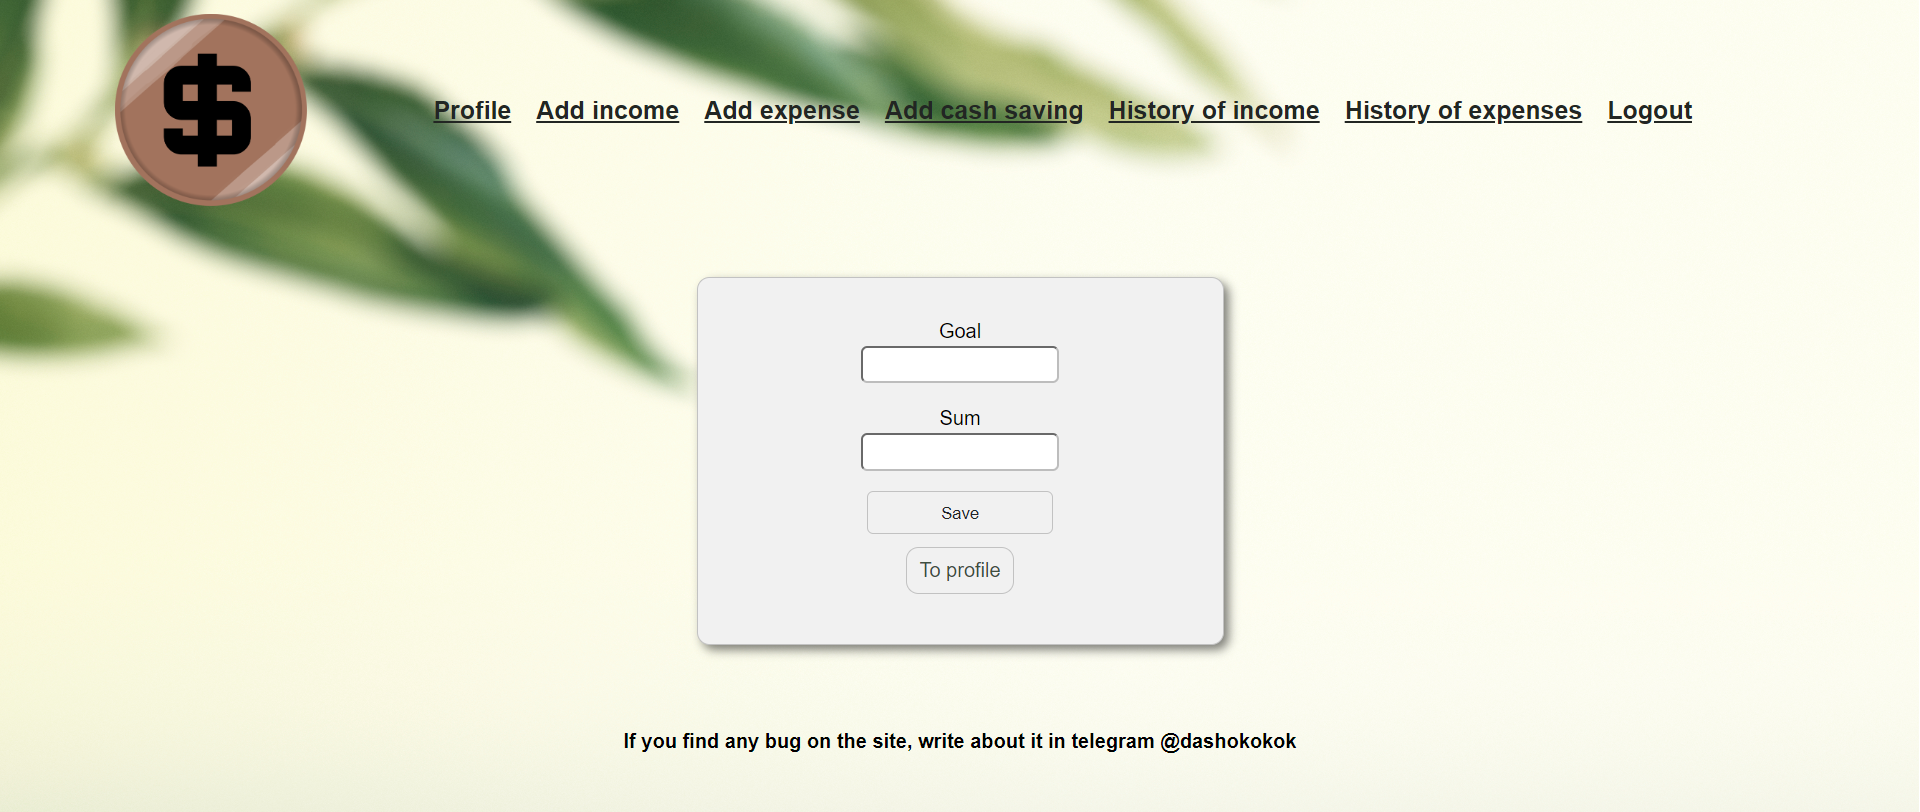 $
Profile Add income Add expense Add cash saving History of income History of expenses Logout
Goal
Sum
Save
To profile
If you find any bug on the site, write about it in telegram @dashokokok